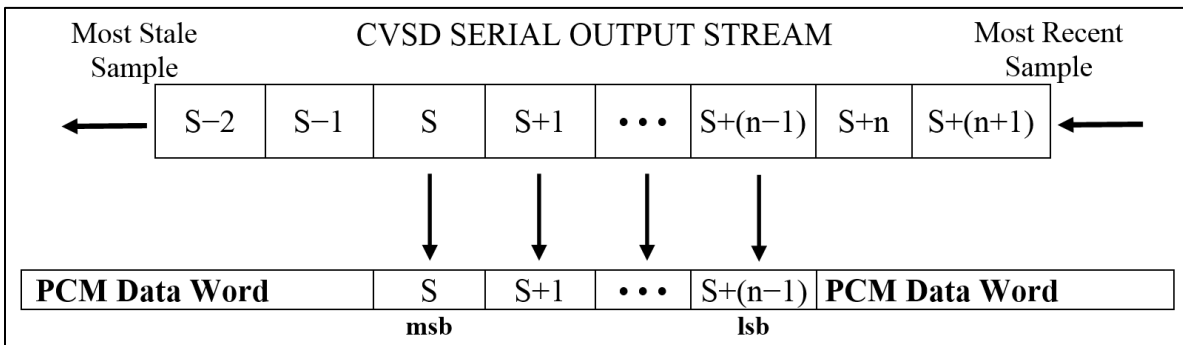 Most Stale Sample
CVSD SERIAL OUTPUT STREAM
Most Recent Sample
S−2 S−1 S S+1 • • • S+(n−1) S+n S+(n+1)
PCM Data Word S S+1 • • • S+(n−1) PCM Data Word
msb lsb